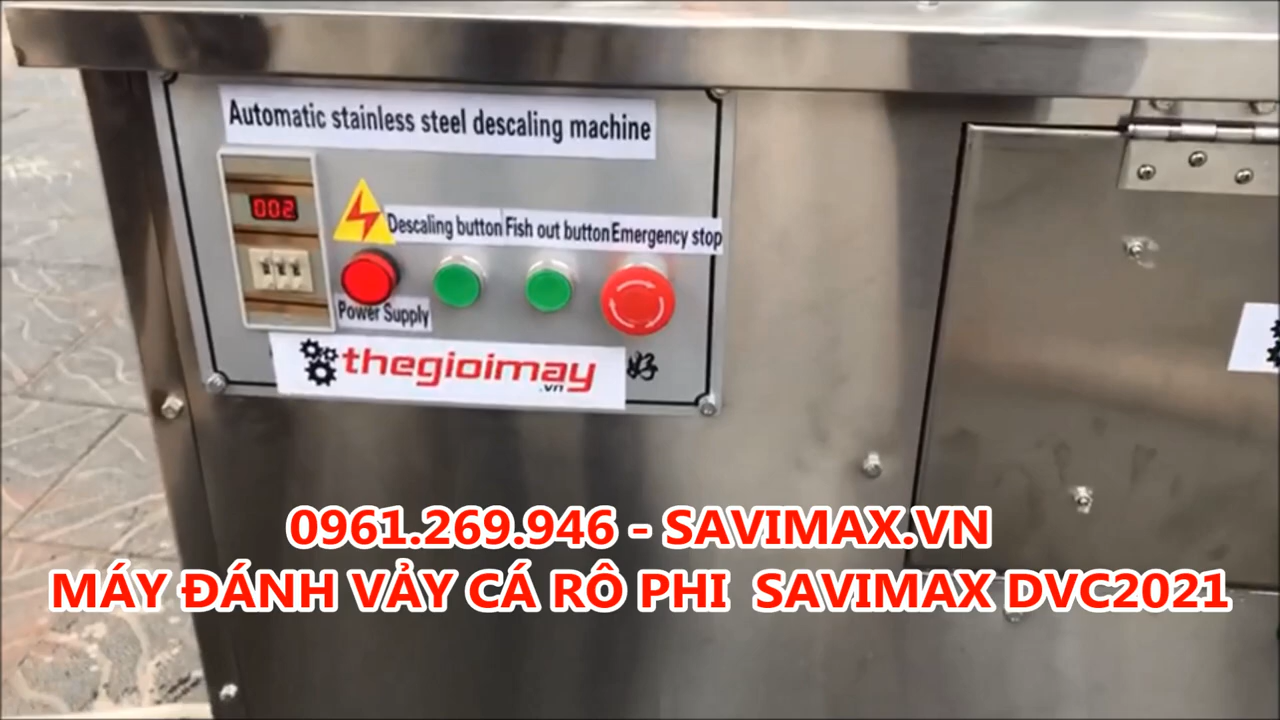 Automatic stainless steel descaling machine
002
Descaling button Fish out button Emergency stop
Power Supply
thegioimay
.vn
好
0961.269.946 - SAVIMAX.VN
MÁY ĐÁNH VẢY CÁ RÔ PHI SAVIMAX DVC2021